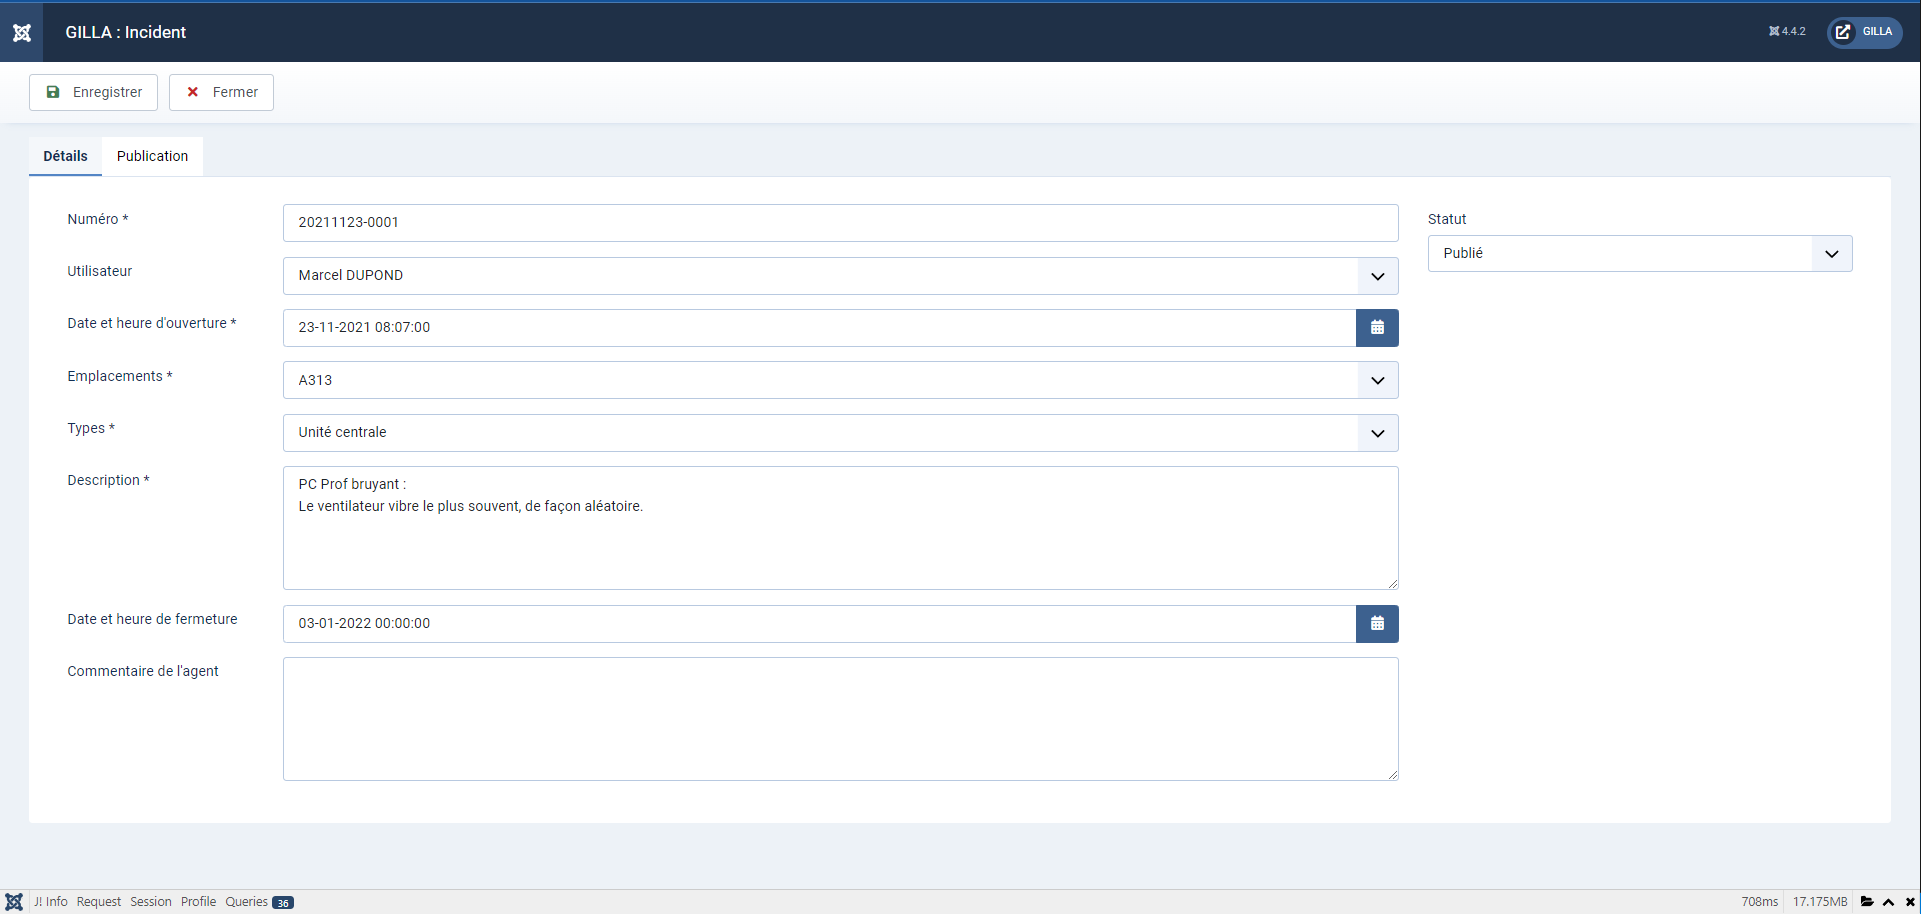 GILLA : Incident
4.4.2
GILLA
Enregistrer
Fermer
Détails
Publication
Numéro *
20211123-0001
Statut
Publié
Utilisateur
Marcel DUPOND
Date et heure d'ouverture *
23-11-2021 08:07:00
Emplacements *
A313
Types *
Unité centrale
Description *
PC Prof bruyant :
Le ventilateur vibre le plus souvent, de façon aléatoire.
Date et heure de fermeture
03-01-2022 00:00:00
Commentaire de l'agent
J! Info Request Session Profile Queries 36
708ms 17.175MB